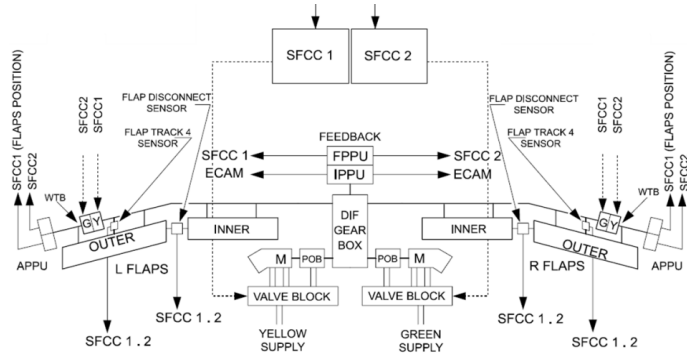 SFCC 1
SFCC 2
SFCC1 (FLAPS POSITION)
SFCC2
SFCC2
SFCC1
FLAP DISCONNECT
SENSOR
FLAP TRACK 4
SENSOR
FEEDBACK
SFCC 1
FPPU
SFCC 2
ECAM
IPPU
ECAM
FLAP DISCONNECT
SENSOR
FLAP TRACK 4
SENSOR
SFCC2
SFCC1
SFCC1 (FLAPS POSITION)
SFCC2
WTB
G Y
OUTER
INNER
DIF
GEAR
BOX
INNER
G Y
WTB
OUTER
APPU
L FLAPS
M
POB
POB
M
R FLAPS
APPU
VALVE BLOCK
VALVE BLOCK
SFCC 1 . 2
SFCC 1 . 2
YELLOW
SUPPLY
GREEN
SUPPLY
SFCC 1 . 2
SFCC 1 . 2